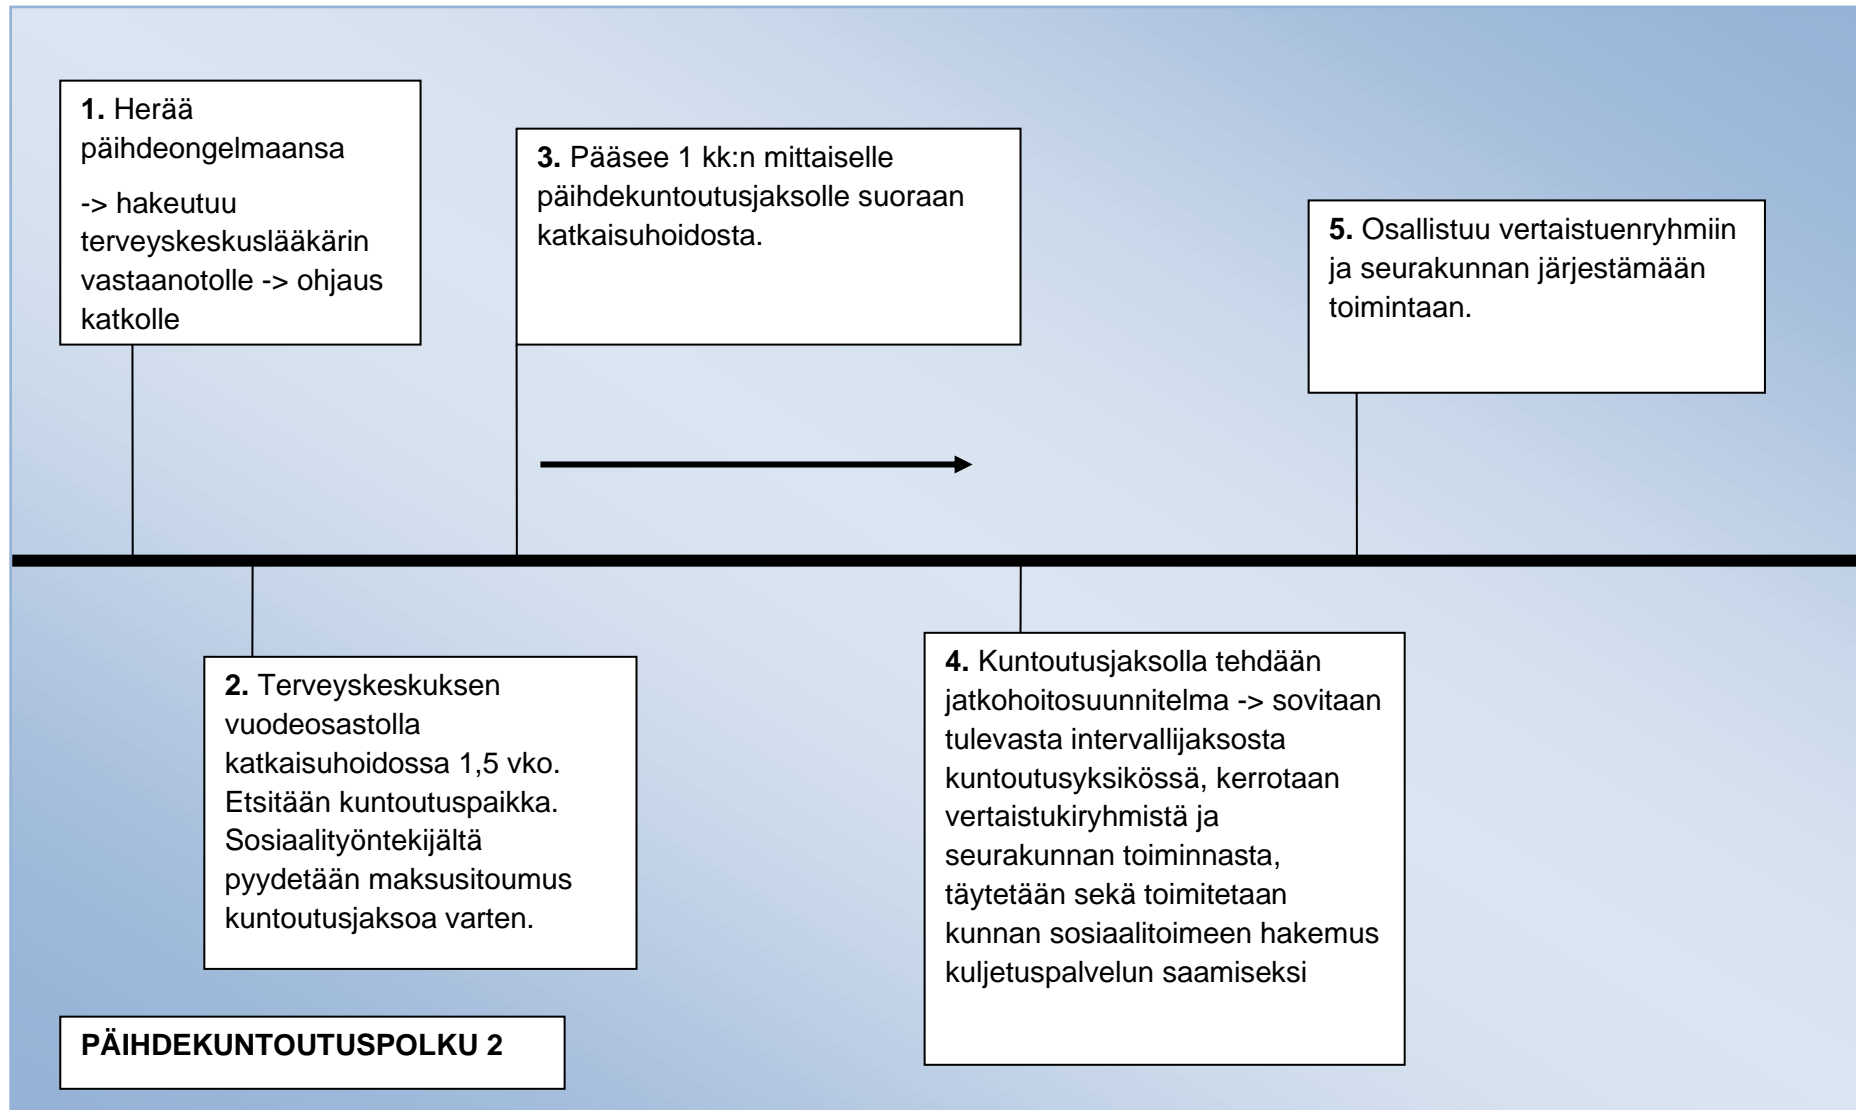 1. Herää
päihdeongelmaansa
-> hakeutuu
terveyskeskuslääkärin
vastaanotolle -> ohjaus
katkolle
2. Terveyskeskuksen
vuodeosastolla
katkaisuhoidossa 1,5 vko.
Etsitään kuntoutuspaikka.
Sosiaalityöntekijältä
pyydetään maksusitoumus
kuntoutusjaksoa varten.
3. Pääsee 1 kk:n mittaiselle
päihdekuntoutusjaksolle suoraan
katkaisuhoidosta.
4. Kuntoutusjaksolla tehdään
jatkohoitosuunnitelma -> sovitaan
tulevasta intervallijaksosta
kuntoutusyksikössä, kerrotaan
vertaistukiryhmistä ja
seurakunnan toiminnasta,
täytetään sekä toimitetaan
kunnan sosiaalitoimeen hakemus
kuljetuspalvelun saamiseksi
5. Osallistuu vertaistuenryhmiin
ja seurakunnan järjestämään
toimintaan.
PÄIHDEKUNTOUTUSPOLKU 2